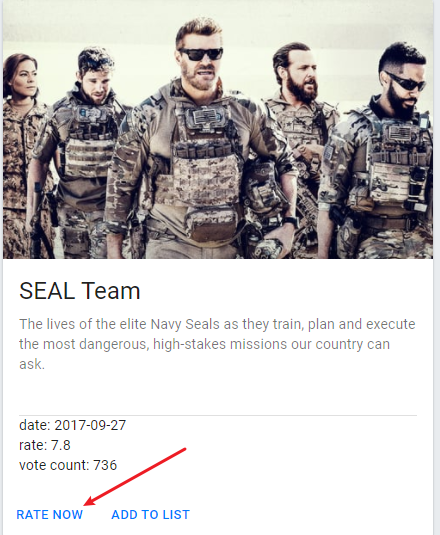 SEAL Team
The lives of the elite Navy Seals as they train, plan and execute
the most dangerous, high-stakes missions our country can
ask.
date: 2017-09-27
rate: 7.8
vote count: 736
RATE NOW ADD TO LIST